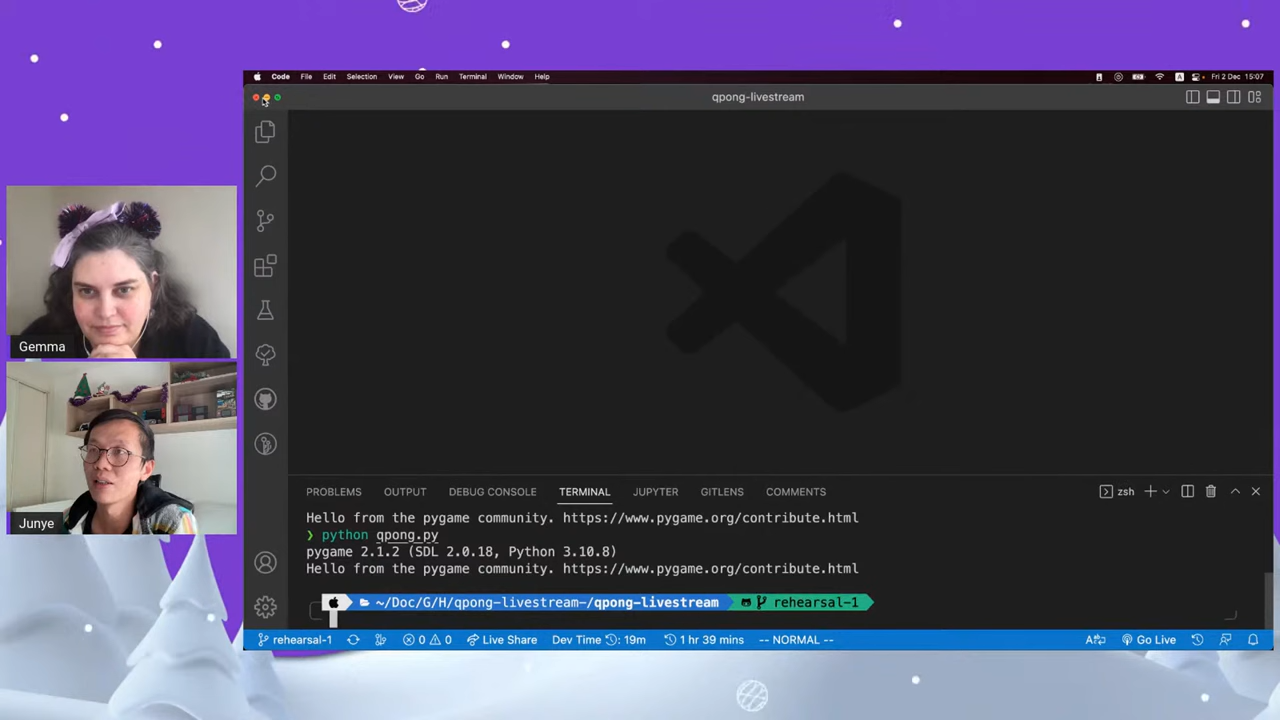 Code File Edit Selection View Go Run Terminal Window Help
A
Fri 2 Dec 15:07
qpong-livestream
Gemma
Junye
PROBLEMS OUTPUT DEBUG CONSOLE TERMINAL JUPYTER GITLENS COMMENTS
zsh
Hello from the pygame community. https://www.pygame.org/contribute.html
❯ python qpong.py
pygame 2.1.2 (SDL 2.0.18, Python 3.10.8)
Hello from the pygame community. https://www.pygame.org/contribute.html
~/Doc/G/H/qpong-livestream-/qpong-livestream rehearsal-1
rehearsal-1 0 0 Live Share Dev Time : 19m 1 hr 39 mins -- NORMAL -- Go Live